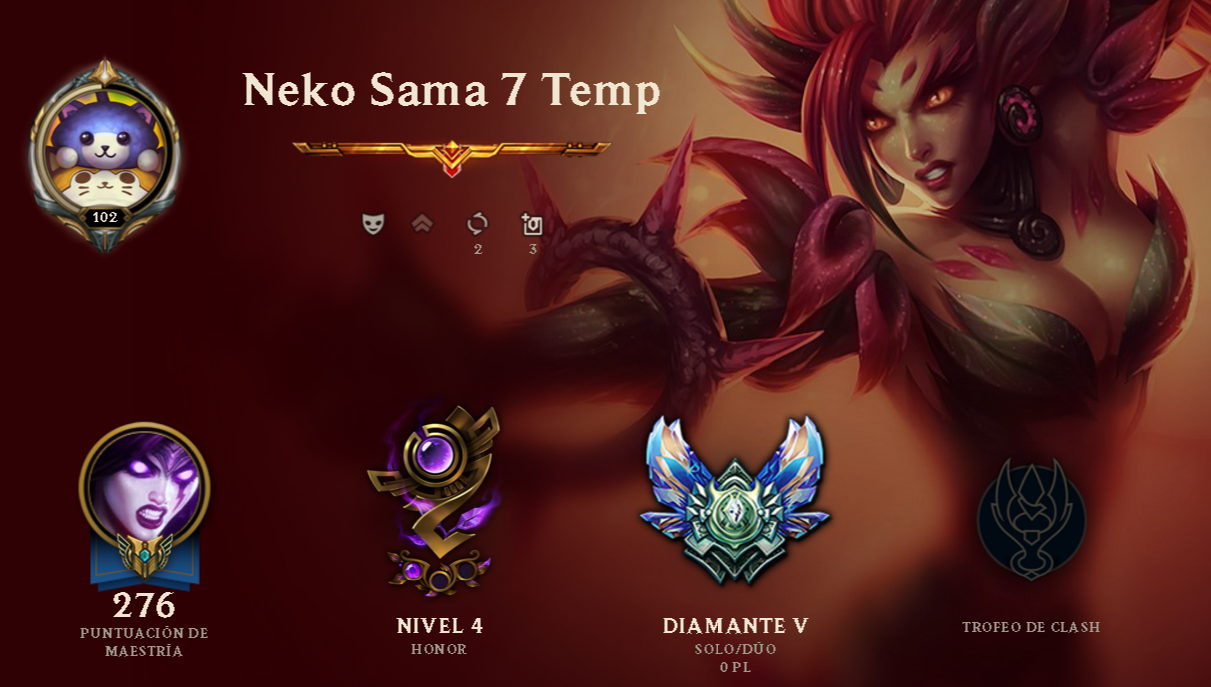 Neko Sama 7 Temp
102
2
3
276
PUNTUACIÓN DE
MAESTRÍA
NIVEL 4
HONOR
DIAMANTE V
SOLO/DÚO
0 PL
TROFEO DE CLASH